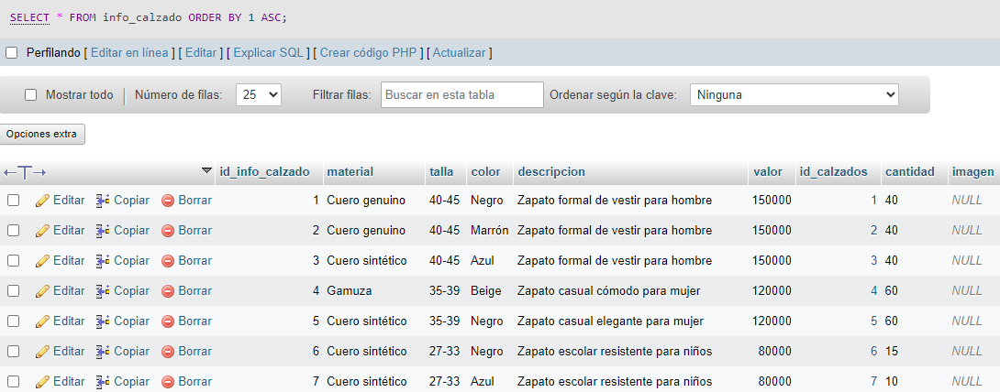 SELECT * FROM info_calzado ORDER BY 1 ASC;
Perfilando [ Editar en línea ] [ Editar ] [ Explicar SQL ] [ Crear código PHP ] [ Actualizar ]
Mostrar todo Número de filas: 25 Filtrar filas: Buscar en esta tabla Ordenar según la clave: Ninguna
Opciones extra
←T→ id_info_calzado material talla color descripcion valor id_calzados cantidad imagen
Editar Copiar Borrar 1 Cuero genuino 40-45 Negro Zapato formal de vestir para hombre 150000 1 40 NULL
Editar Copiar Borrar 2 Cuero genuino 40-45 Marrón Zapato formal de vestir para hombre 150000 2 40 NULL
Editar Copiar Borrar 3 Cuero sintético 40-45 Azul Zapato formal de vestir para hombre 150000 3 40 NULL
Editar Copiar Borrar 4 Gamuza 35-39 Beige Zapato casual cómodo para mujer 120000 4 60 NULL
Editar Copiar Borrar 5 Cuero sintético 35-39 Negro Zapato casual elegante para mujer 120000 5 60 NULL
Editar Copiar Borrar 6 Cuero sintético 27-33 Negro Zapato escolar resistente para niños 80000 6 15 NULL
Editar Copiar Borrar 7 Cuero sintético 27-33 Azul Zapato escolar resistente para niños 80000 7 10 NULL